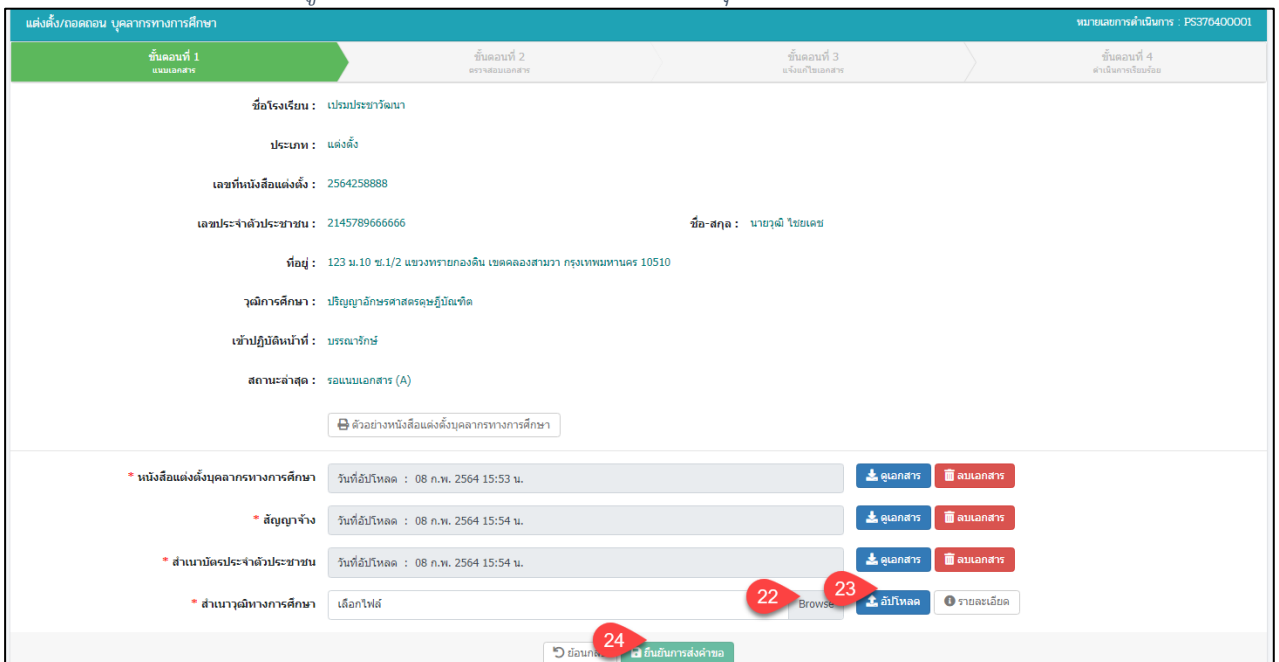 แต่งตั้ง/ถอดถอน บุคลากรทางการศึกษา หมายเลขการดำเนินการ : PS376400001
ขั้นตอนที่ 1 ขั้นตอนที่ 2 ขั้นตอนที่ 3 ขั้นตอนที่ 4
แนบเอกสาร ตรวจสอบเอกสาร แจ้งแก้ไขเอกสาร ดำเนินการเรียบร้อย
ชื่อโรงเรียน : เปรมประชาวัฒนา
ประเภท : แต่งตั้ง
เลขที่หนังสือแต่งตั้ง : 2564258888
เลขประจำตัวประชาชน : 2145789666666 ชื่อ-สกุล : นายวุฒิ ไชยเดช
ที่อยู่ : 123 ม.10 ซ.1/2 แขวงทรายกองดิน เขตคลองสามวา กรุงเทพมหานคร 10510
วุฒิการศึกษา : ปริญญาอักษรศาสตรดุษฎีบัณฑิต
เข้าปฏิบัติหน้าที่ : บรรณารักษ์
สถานะล่าสุด : รอแนบเอกสาร (A)
ตัวอย่างหนังสือแต่งตั้งบุคลากรทางการศึกษา
* หนังสือแต่งตั้งบุคลากรทางการศึกษา วันที่อัปโหลด : 08 ก.พ. 2564 15:53 น. ดูเอกสาร ลบเอกสาร
* สัญญาจ้าง วันที่อัปโหลด : 08 ก.พ. 2564 15:54 น. ดูเอกสาร ลบเอกสาร
* สำเนาบัตรประจำตัวประชาชน วันที่อัปโหลด : 08 ก.พ. 2564 15:54 น. ดูเอกสาร ลบเอกสาร
* สำเนาวุฒิทางการศึกษา เลือกไฟล์ 22 Browse 23 อัปโหลด รายละเอียด
24 ยืนยันการส่งคำขอ